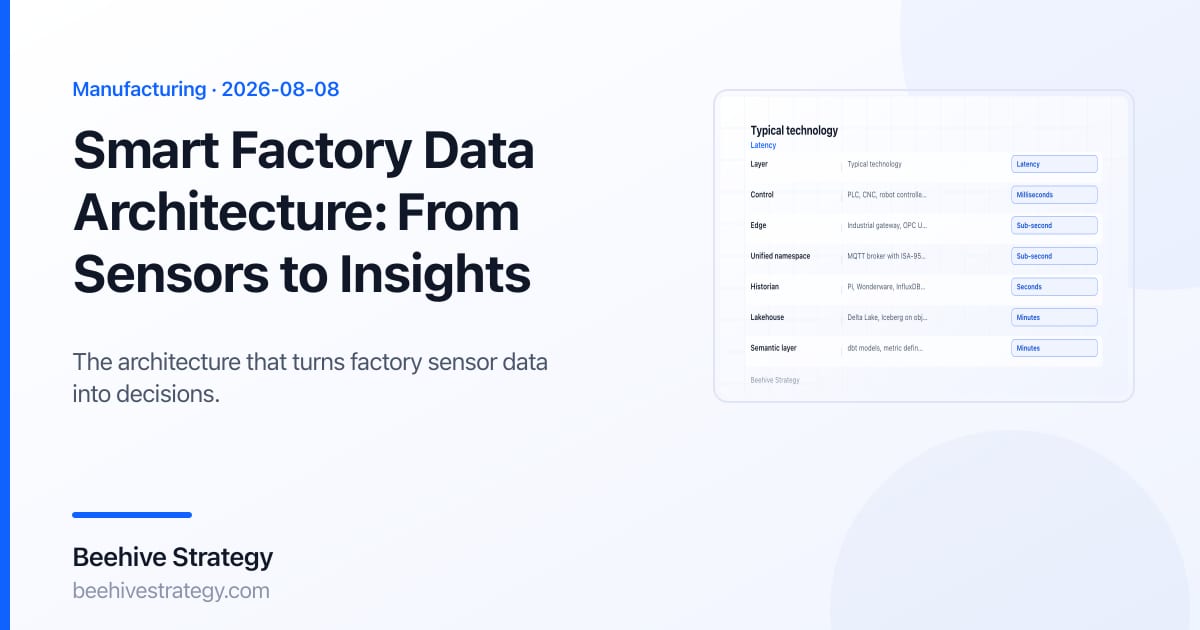 Manufacturing · 2026-08-08
Smart Factory Data
Architecture: From
Sensors to Insights
The architecture that turns factory sensor data
into decisions.
Beehive Strategy
beehivestrategy.com
Typical technology
Latency
Layer Typical technology Latency
Control PLC, CNC, robot controlle... Milliseconds
Edge Industrial gateway, OPC U... Sub-second
Unified namespace MQTT broker with ISA-95... Sub-second
Historian PI, Wonderware, InfluxDB... Seconds
Lakehouse Delta Lake, Iceberg on obj... Minutes
Semantic layer dbt models, metric defin... Minutes
Beehive Strategy